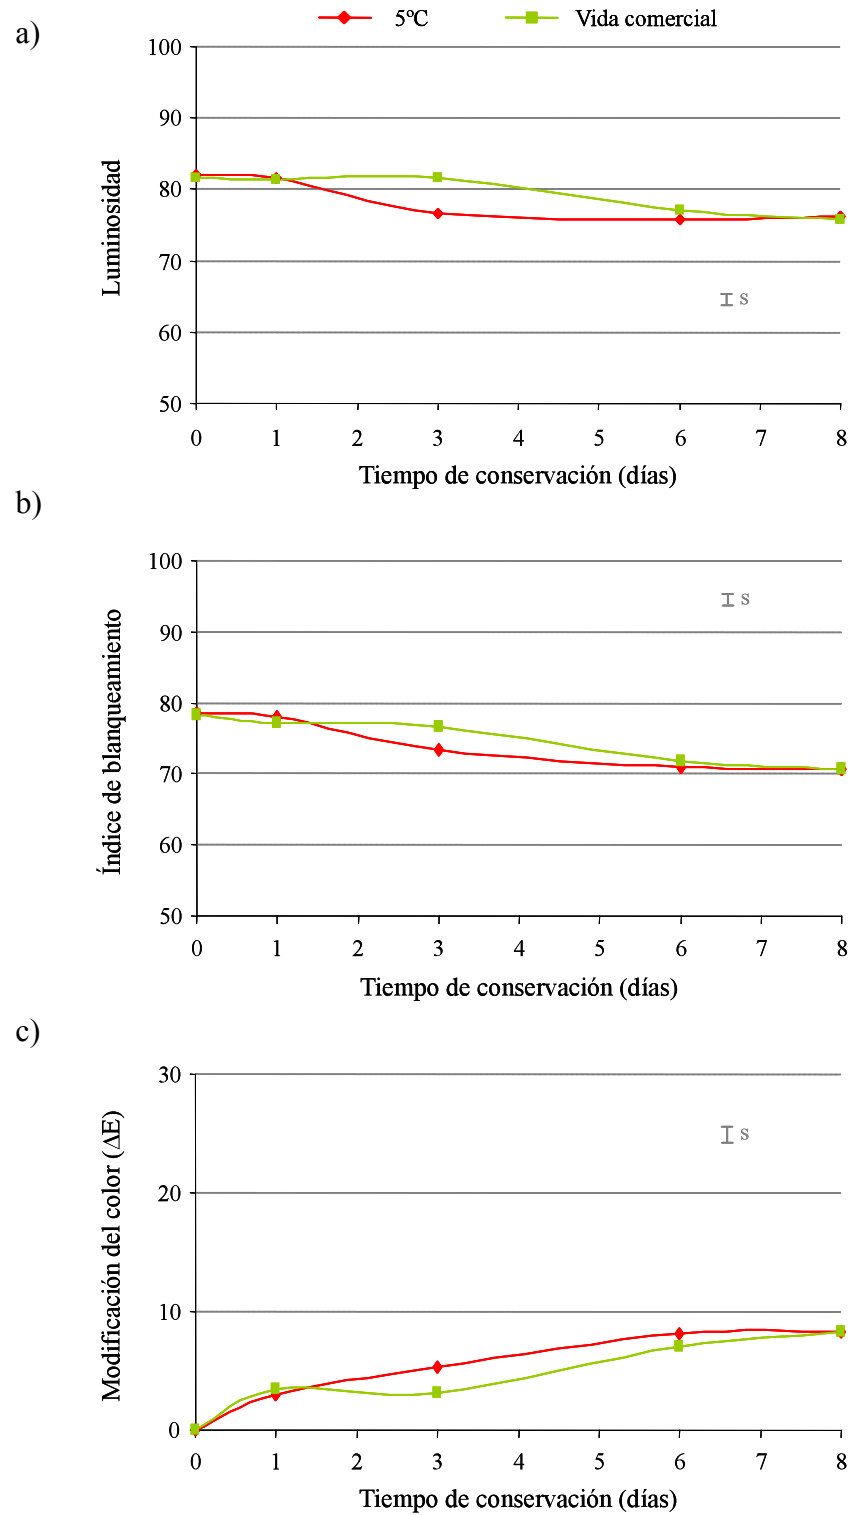 a)
5ºC Vida comercial
100
90
80
70
60
50
Luminosidad
s
0 1 2 3 4 5 6 7 8
Tiempo de conservación (días)
b)
100
90
80
70
60
50
Índice de blanqueamiento
s
0 1 2 3 4 5 6 7 8
Tiempo de conservación (días)
c)
30
20
10
0
Modificación del color (ΔE)
s
0 1 2 3 4 5 6 7 8
Tiempo de conservación (días)